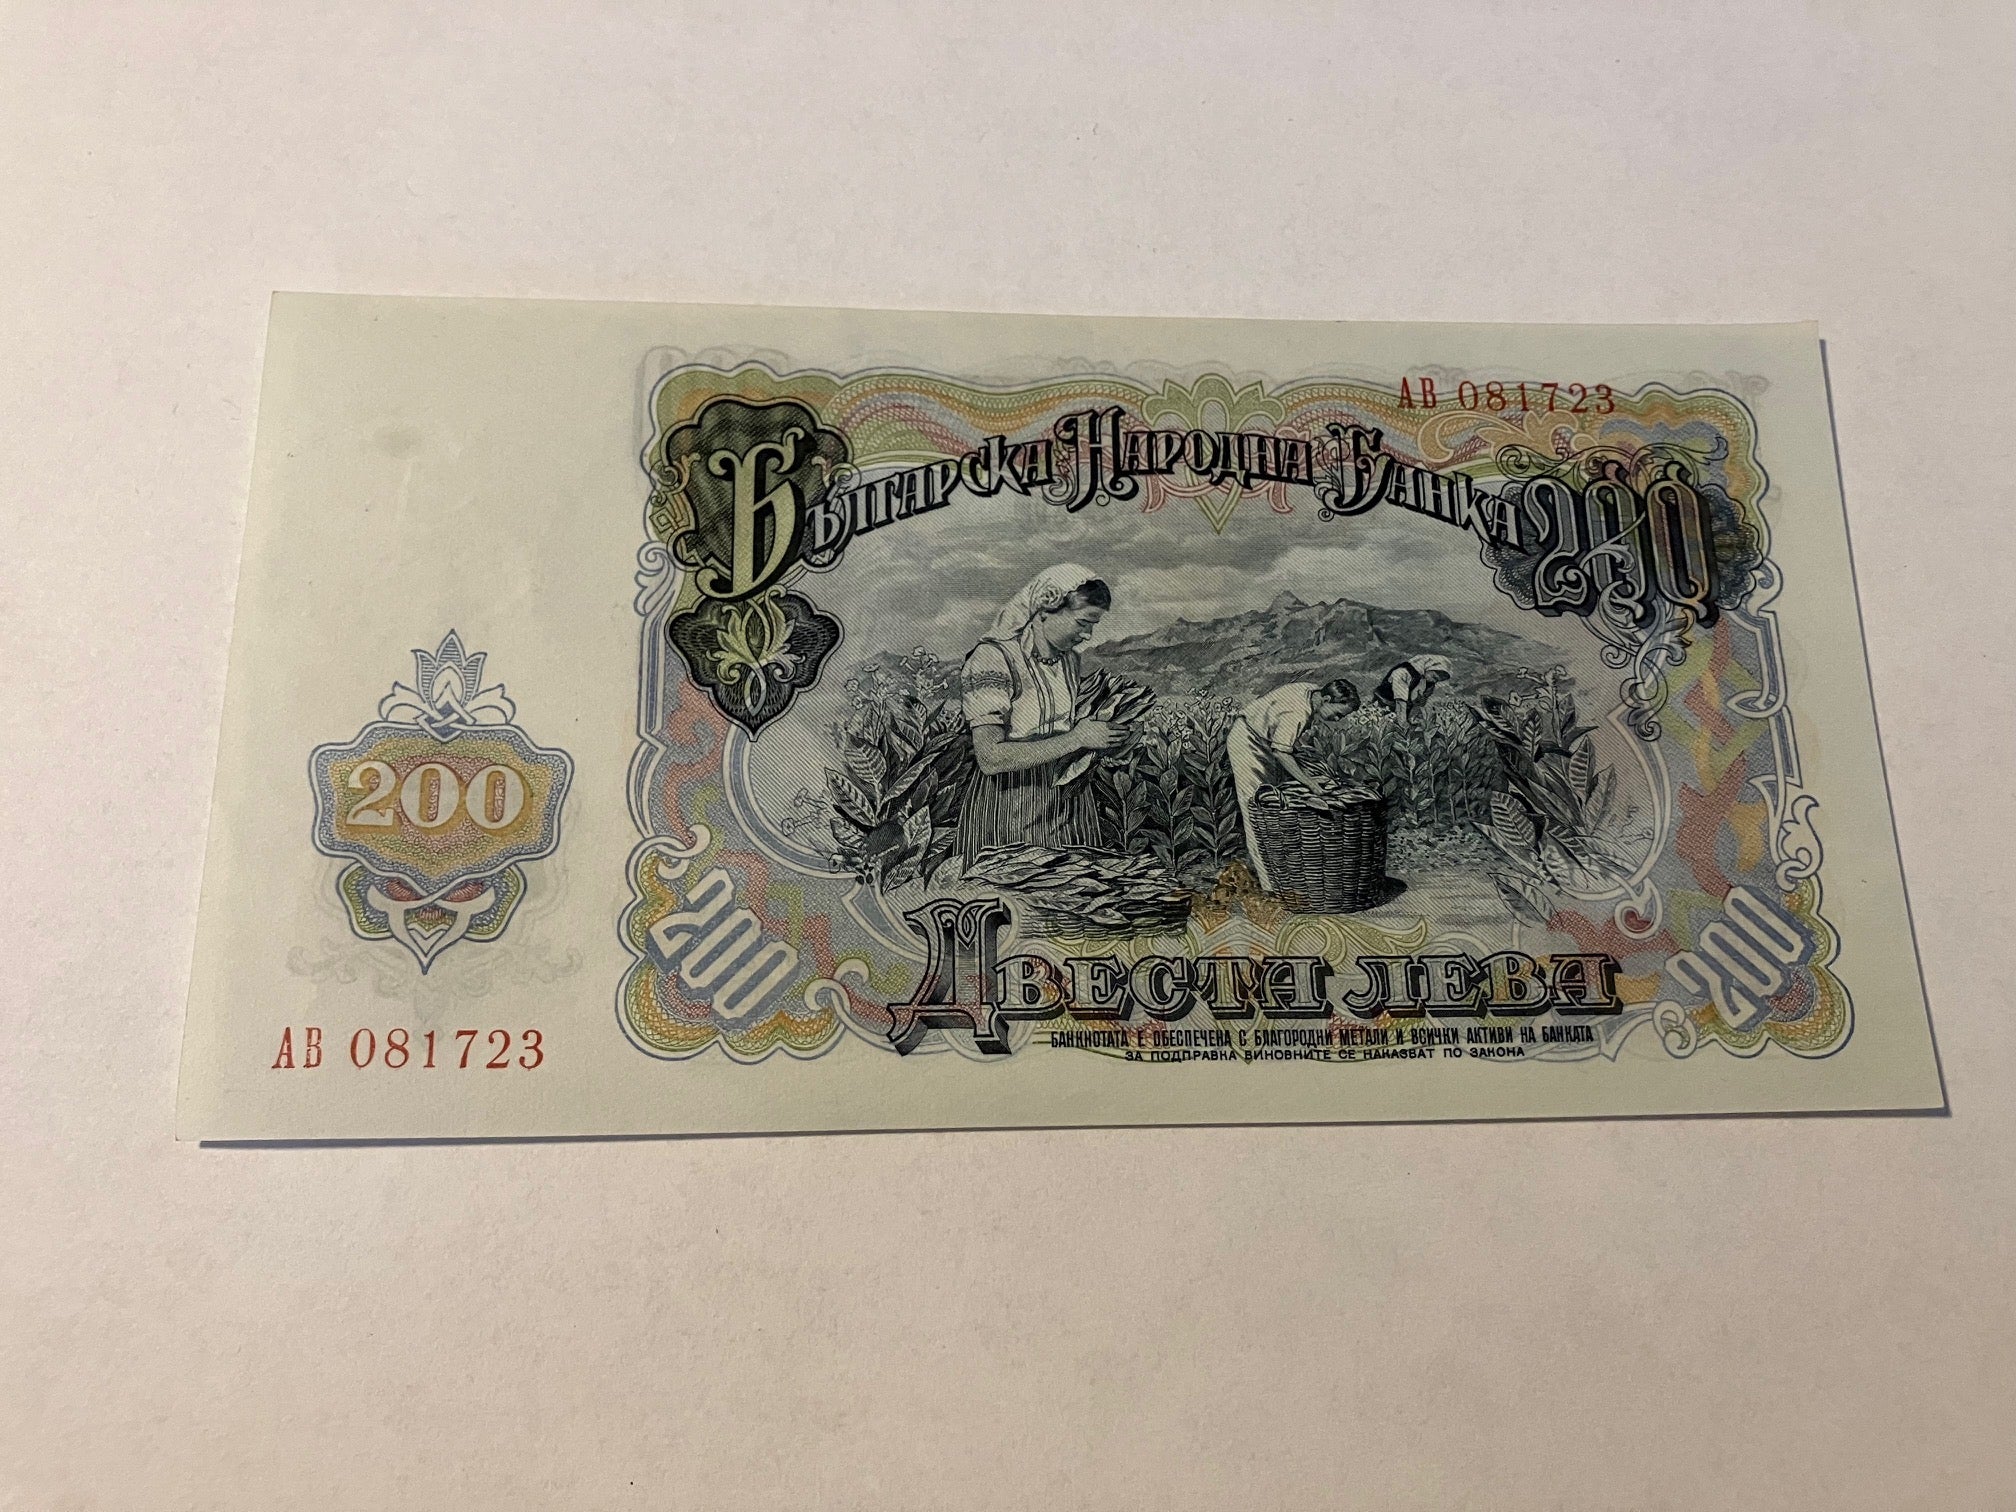 АВ 081723
Българска Народна Банка
200
200
200
200
Двеста лева
БАНКНОТАТА Е ОБЕСПЕЧЕНА С БЛАГОРОДНИ МЕТАЛИ И ВСИЧКИ АКТИВИ НА БАНКАТА
ЗА ПОДПРАВКА ВИНОВНИТЕ СЕ НАКАЗВАТ ПО ЗАКОНА
АВ 081723